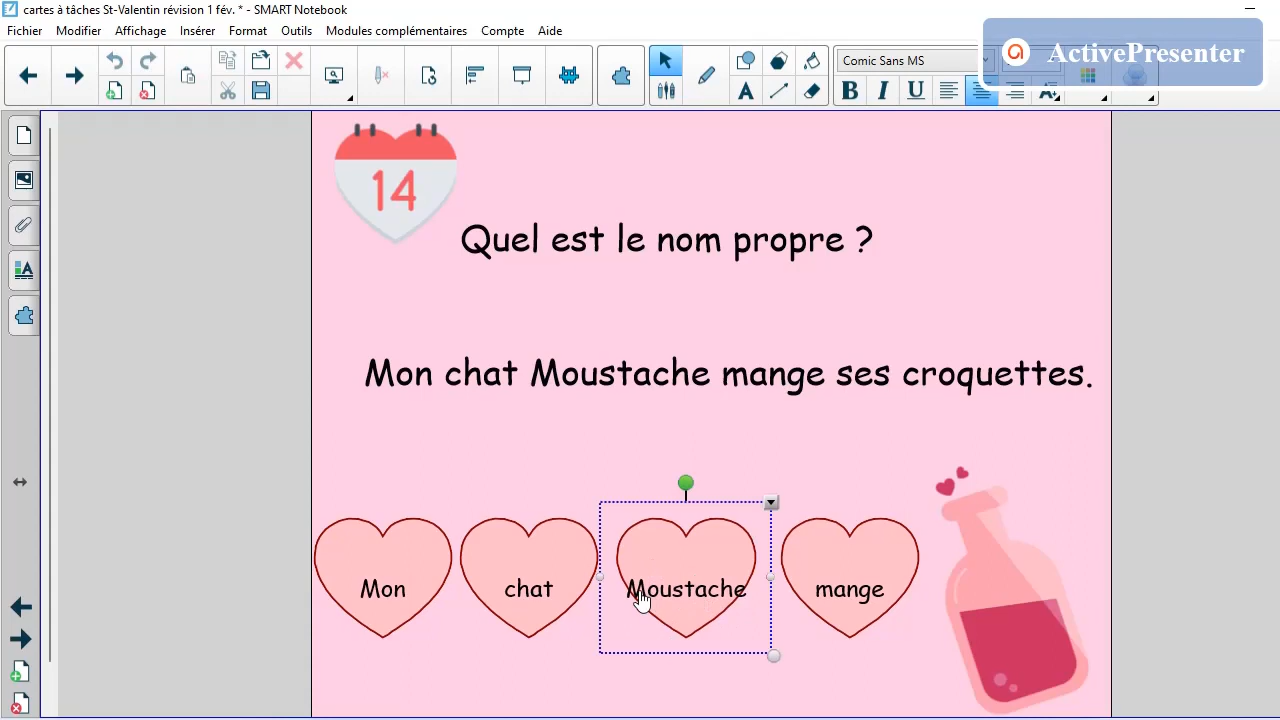 cartes à tâches St-Valentin révision 1 fév. * - SMART Notebook
Fichier Modifier Affichage Insérer Format Outils Modules complémentaires Compte Aide
ActivePresenter
Comic Sans MS
B I U
14
Quel est le nom propre ?
Mon chat Moustache mange ses croquettes.
Mon chat Moustache mange